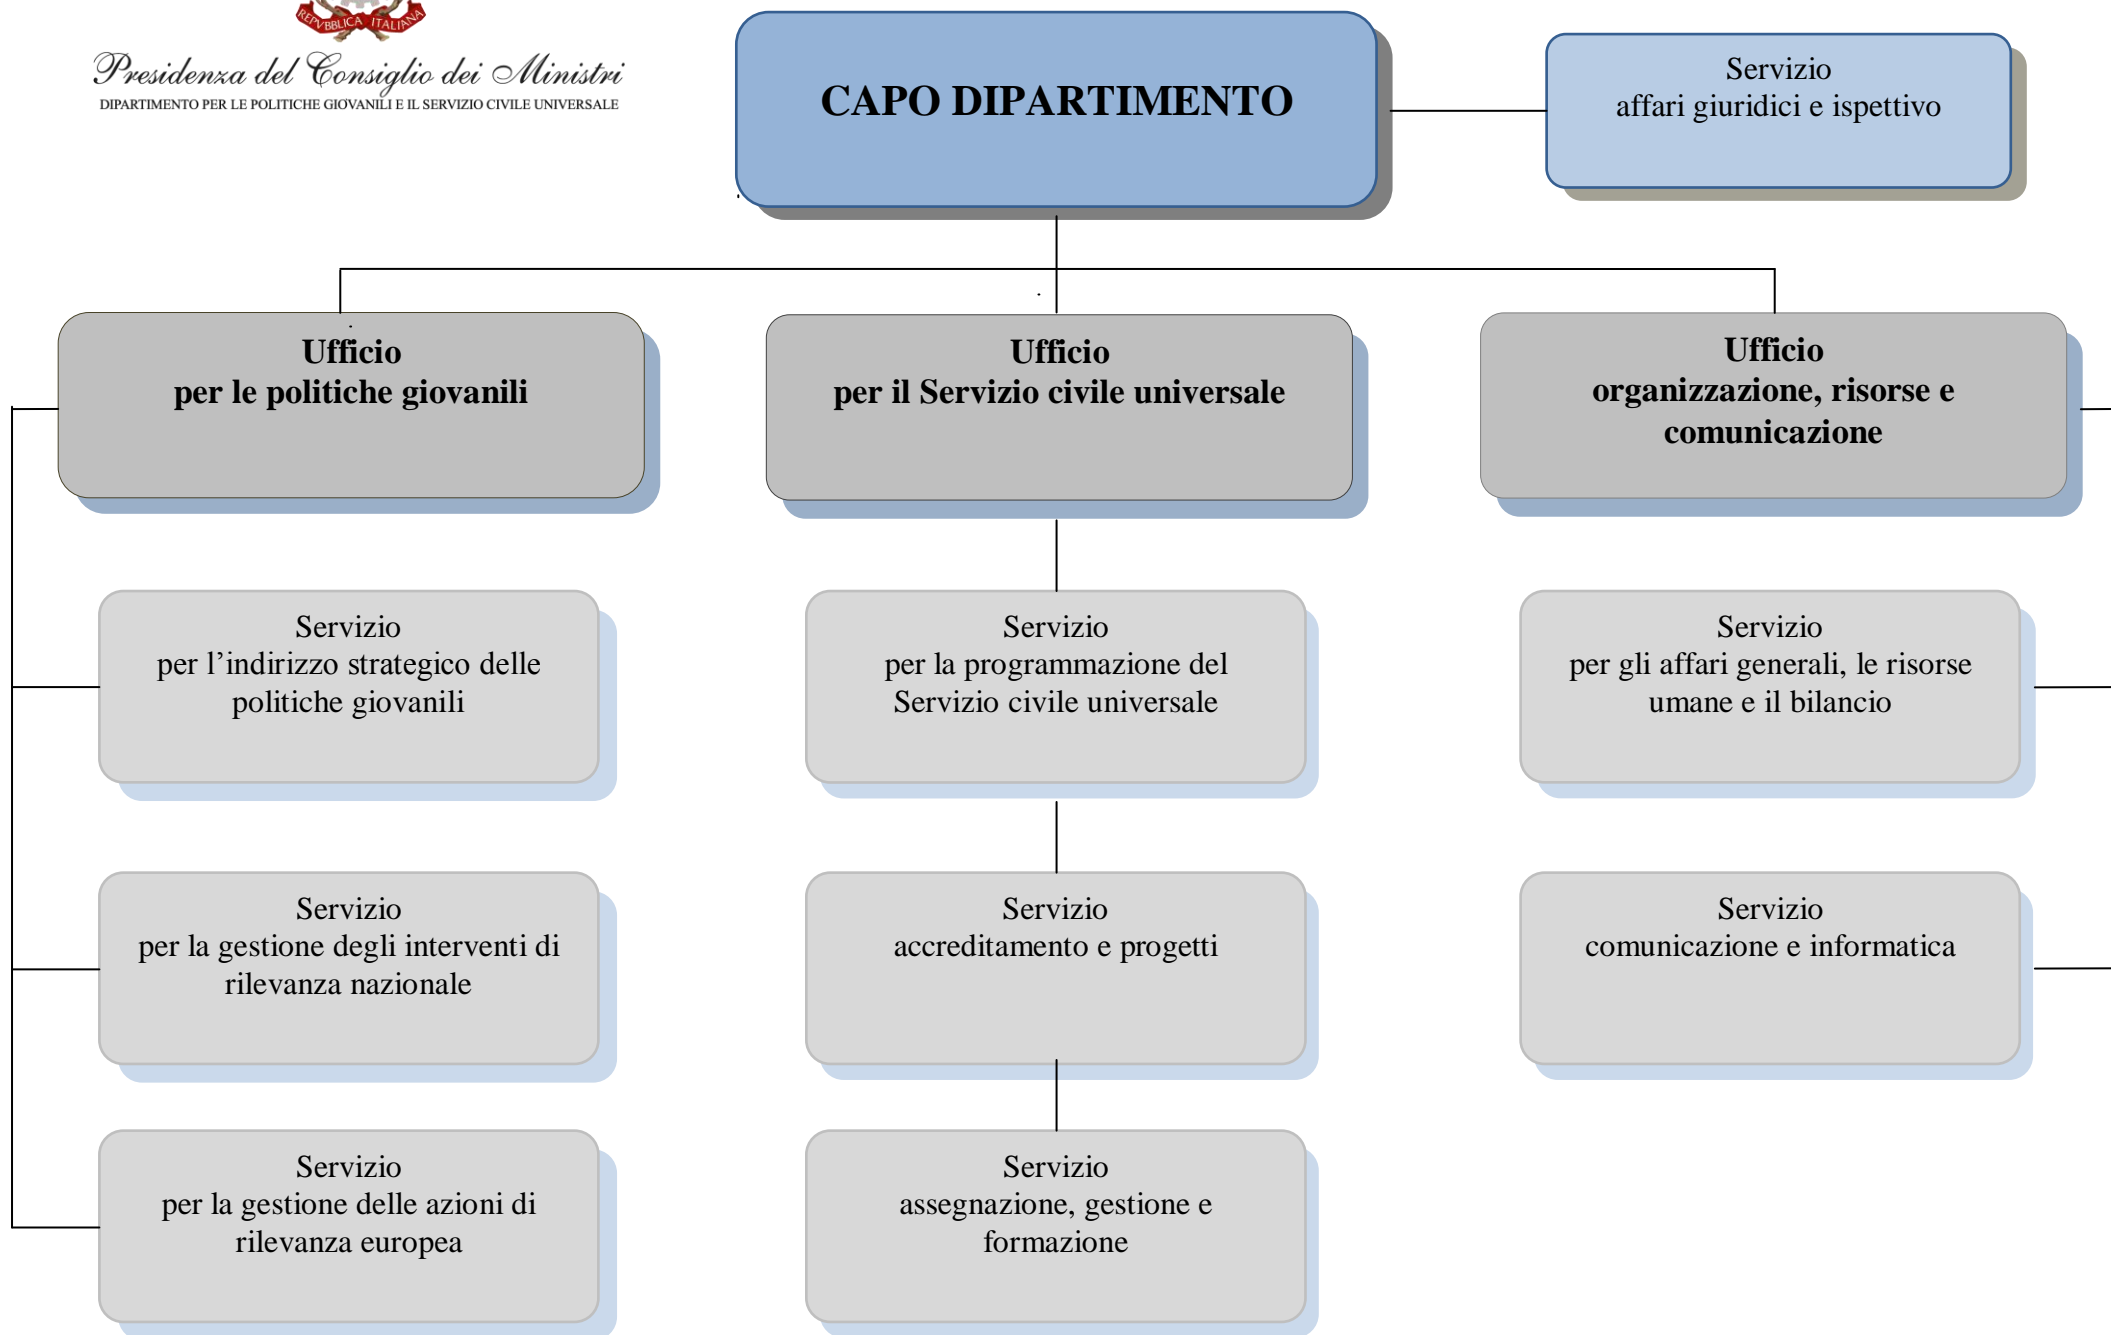 REPVBBLICA ITALIANA
Presidenza del Consiglio dei Ministri
DIPARTIMENTO PER LE POLITICHE GIOVANILI E IL SERVIZIO CIVILE UNIVERSALE
CAPO DIPARTIMENTO
Servizio
affari giuridici e ispettivo
Ufficio
per le politiche giovanili
Ufficio
per il Servizio civile universale
Ufficio
organizzazione, risorse e
comunicazione
Servizio
per l’indirizzo strategico delle
politiche giovanili
Servizio
per la programmazione del
Servizio civile universale
Servizio
per gli affari generali, le risorse
umane e il bilancio
Servizio
per la gestione degli interventi di
rilevanza nazionale
Servizio
accreditamento e progetti
Servizio
comunicazione e informatica
Servizio
per la gestione delle azioni di
rilevanza europea
Servizio
assegnazione, gestione e
formazione